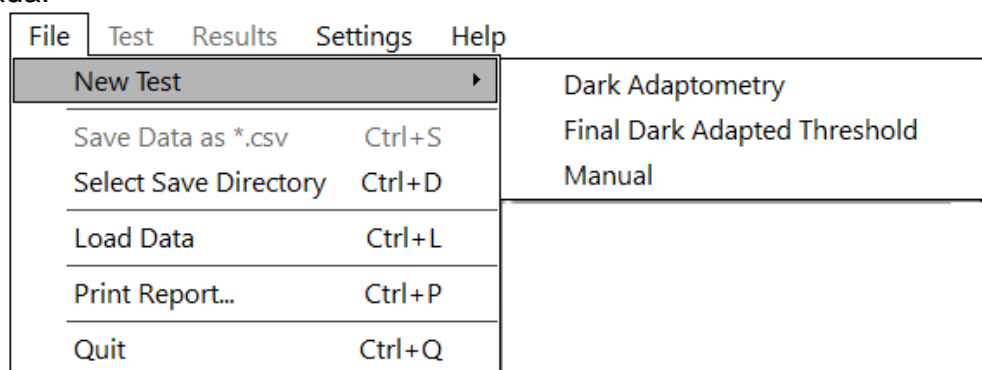 File Test Results Settings Help
New Test
Dark Adaptometry
Final Dark Adapted Threshold
Manual
Save Data as *.csv Ctrl+S
Select Save Directory Ctrl+D
Load Data Ctrl+L
Print Report... Ctrl+P
Quit Ctrl+Q